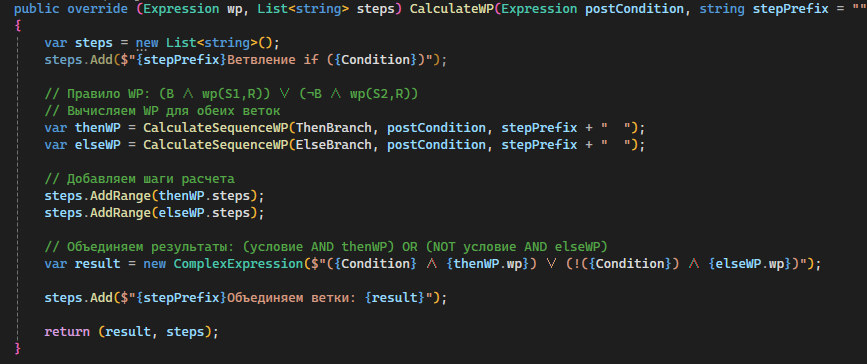 public override (Expression wp, List<string> steps) CalculateWP(Expression postCondition, string stepPrefix = ""
{
var steps = new List<string>();
steps.Add($"{stepPrefix}Ветвление if ({Condition})");
// Правило WP: (B ∧ wp(S1,R)) ∨ (¬B ∧ wp(S2,R))
// Вычисляем WP для обеих веток
var thenWP = CalculateSequenceWP(ThenBranch, postCondition, stepPrefix + "  ");
var elseWP = CalculateSequenceWP(ElseBranch, postCondition, stepPrefix + "  ");
// Добавляем шаги расчета
steps.AddRange(thenWP.steps);
steps.AddRange(elseWP.steps);
// Объединяем результаты: (условие AND thenWP) OR (NOT условие AND elseWP)
var result = new ComplexExpression($"({Condition} ∧ {thenWP.wp}) ∨ (!({Condition}) ∧ {elseWP.wp})");
steps.Add($"{stepPrefix}Объединяем ветки: {result}");
return (result, steps);
}